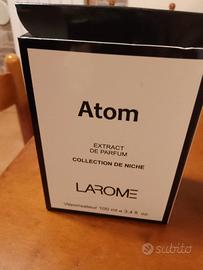 Atom
EXTRACT
DE PARFUM
COLLECTION DE NICHE
LAROME
Vaporisateur 100 ml e 3.4 fl. oz
subito